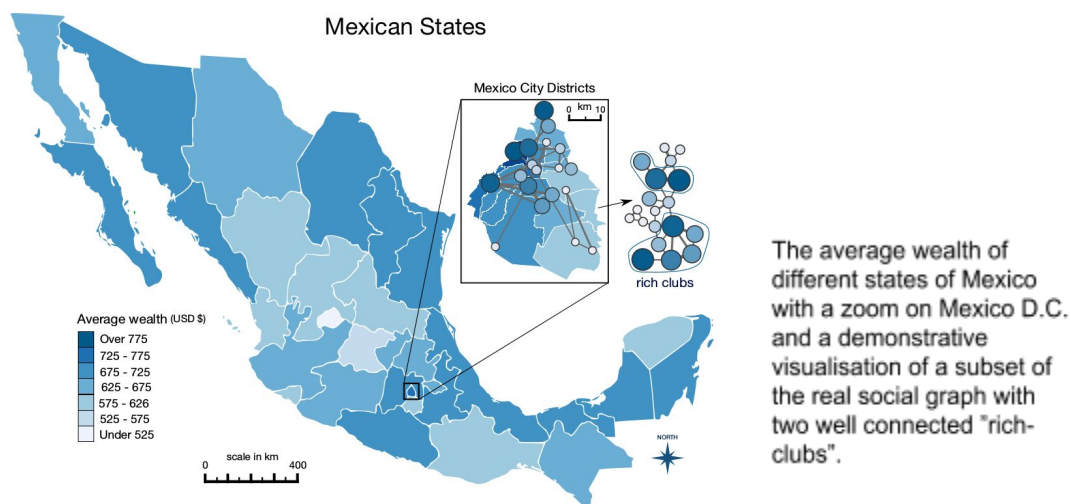 Mexican States
Mexico City Districts
km
0 10
rich clubs
Average wealth (USD $)
Over 775
725 - 775
675 - 725
625 - 675
575 - 626
525 - 575
Under 525
scale in km
0 400
NORTH
The average wealth of
different states of Mexico
with a zoom on Mexico D.C.
and a demonstrative
visualisation of a subset of
the real social graph with
two well connected "rich-
clubs".